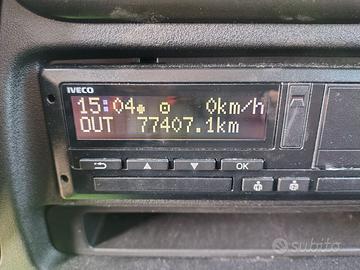 IVECO
15:04 0km/h
OUT 77407.1km
OK
subito